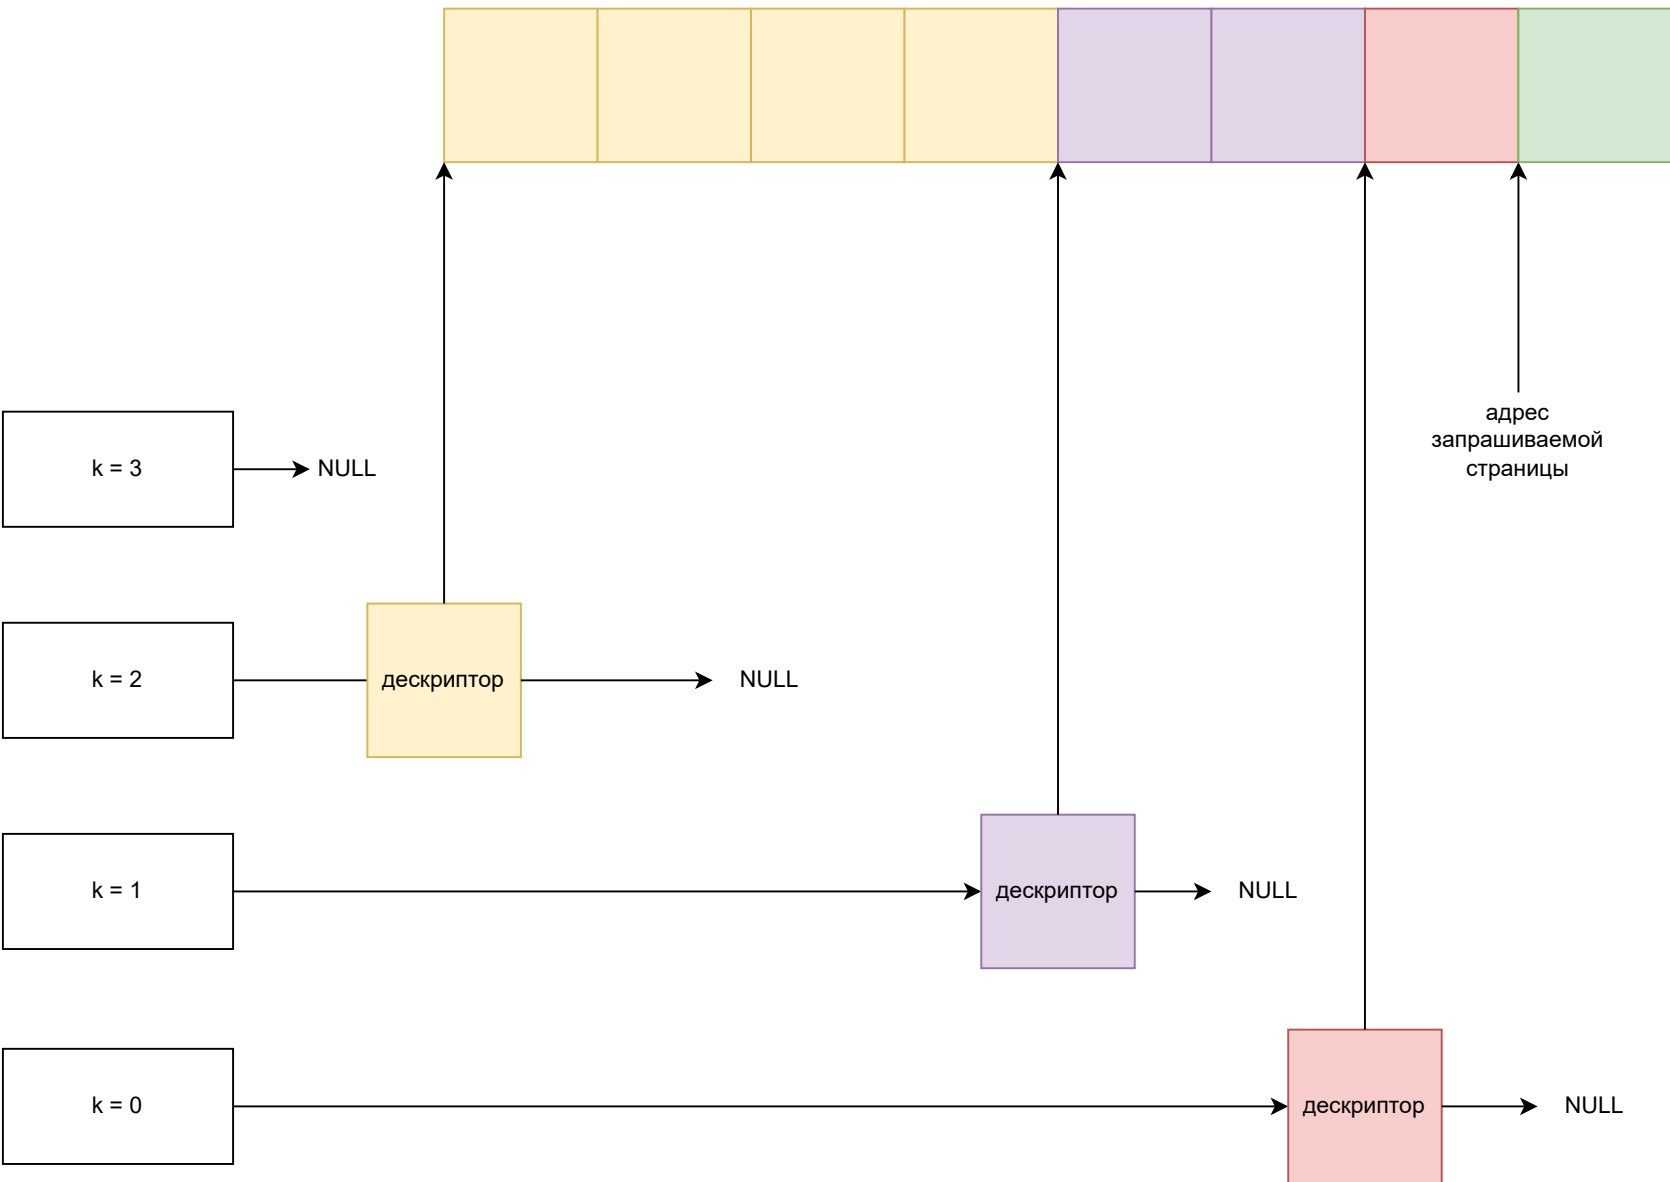 адрес
запрашиваемой
страницы
k = 3
NULL
k = 2
дескриптор
NULL
k = 1
дескриптор
NULL
k = 0
дескриптор
NULL